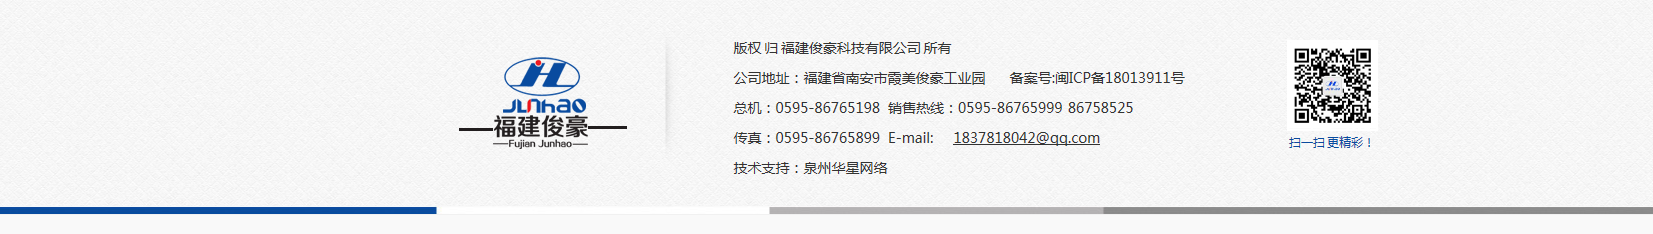 JUNHAO
福建俊豪
Fujian Junhao
版权 归 福建俊豪科技有限公司 所有
公司地址：福建省南安市霞美俊豪工业园 备案号:闽ICP备18013911号
总机：0595-86765198 销售热线：0595-86765999 86758525
传真：0595-86765899 E-mail: 1837818042@qq.com
技术支持：泉州华星网络
扫一扫 更精彩！